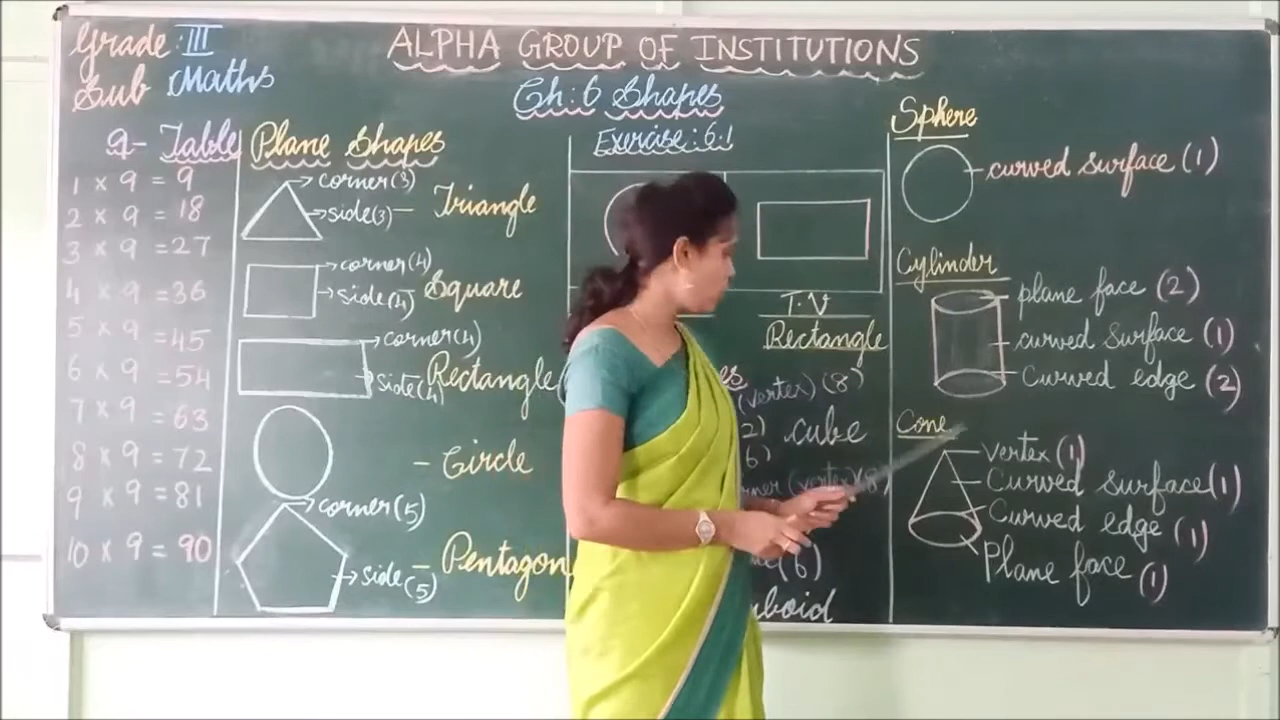 Grade: III
Sub Maths
ALPHA GROUP OF INSTITUTIONS
Ch:6 Shapes
9- Table
1 x 9 = 9
2 x 9 = 18
3 x 9 = 27
4 x 9 = 36
5 x 9 = 45
6 x 9 = 54
7 x 9 = 63
8 x 9 = 72
9 x 9 = 81
10 x 9 = 90
Plane Shapes
corner(3)
side(3) - Triangle
corner(4)
side(4) - Square
corner(4)
side(4) Rectangle
- Circle
corner(5)
side(5) - Pentagon
Exercise: 6.1
T.V
Rectangle
(vertex) (8)
2) cube
6)
(vertex)(8)
(6)
Sphere
curved surface (1)
Cylinder
plane face (2)
curved surface (1)
Curved edge (2)
Cone
vertex (1)
Curved surface (1)
Curved edge (1)
Plane face (1)